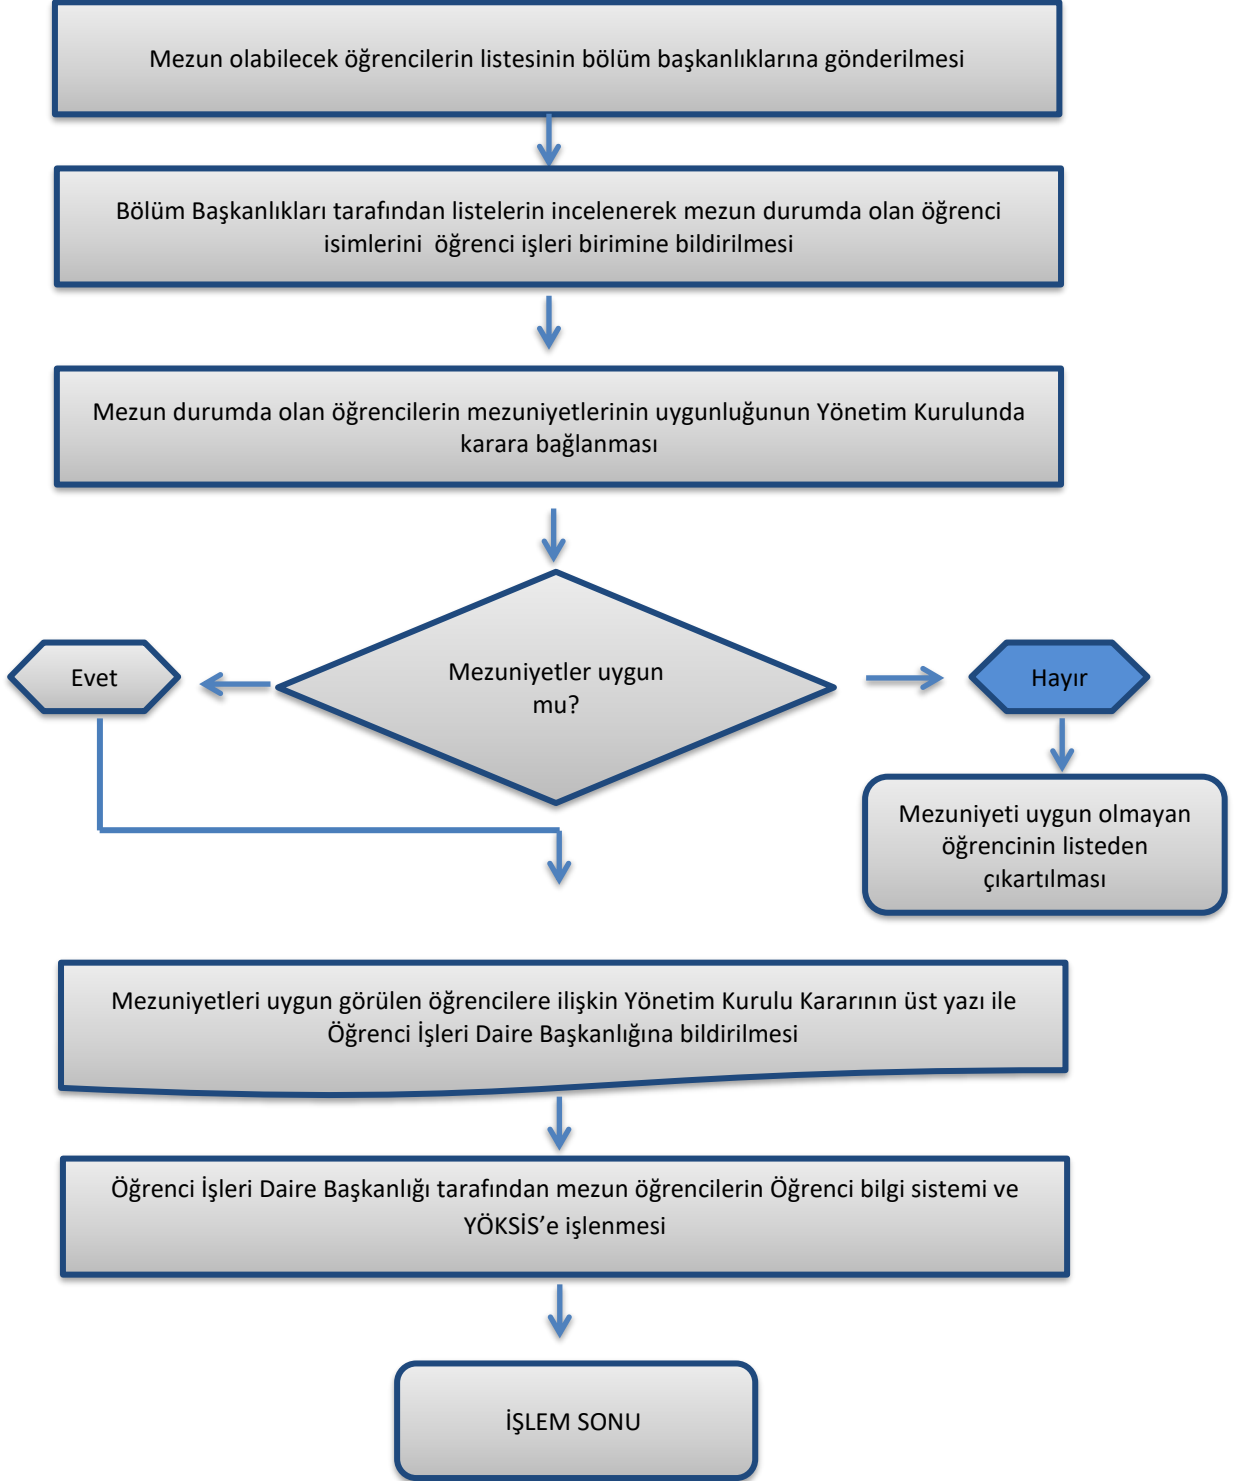 Mezun olabilecek öğrencilerin listesinin bölüm başkanlıklarına gönderilmesi
Bölüm Başkanlıkları tarafından listelerin incelenerek mezun durumda olan öğrenci
isimlerini  öğrenci işleri birimine bildirilmesi
Mezun durumda olan öğrencilerin mezuniyetlerinin uygunluğunun Yönetim Kurulunda
karara bağlanması
Mezuniyetler uygun
mu?
Evet
Hayır
Mezuniyeti uygun olmayan
öğrencinin listeden
çıkartılması
Mezuniyetleri uygun görülen öğrencilere ilişkin Yönetim Kurulu Kararının üst yazı ile
Öğrenci İşleri Daire Başkanlığına bildirilmesi
Öğrenci İşleri Daire Başkanlığı tarafından mezun öğrencilerin Öğrenci bilgi sistemi ve
YÖKSİS’e işlenmesi
İŞLEM SONU